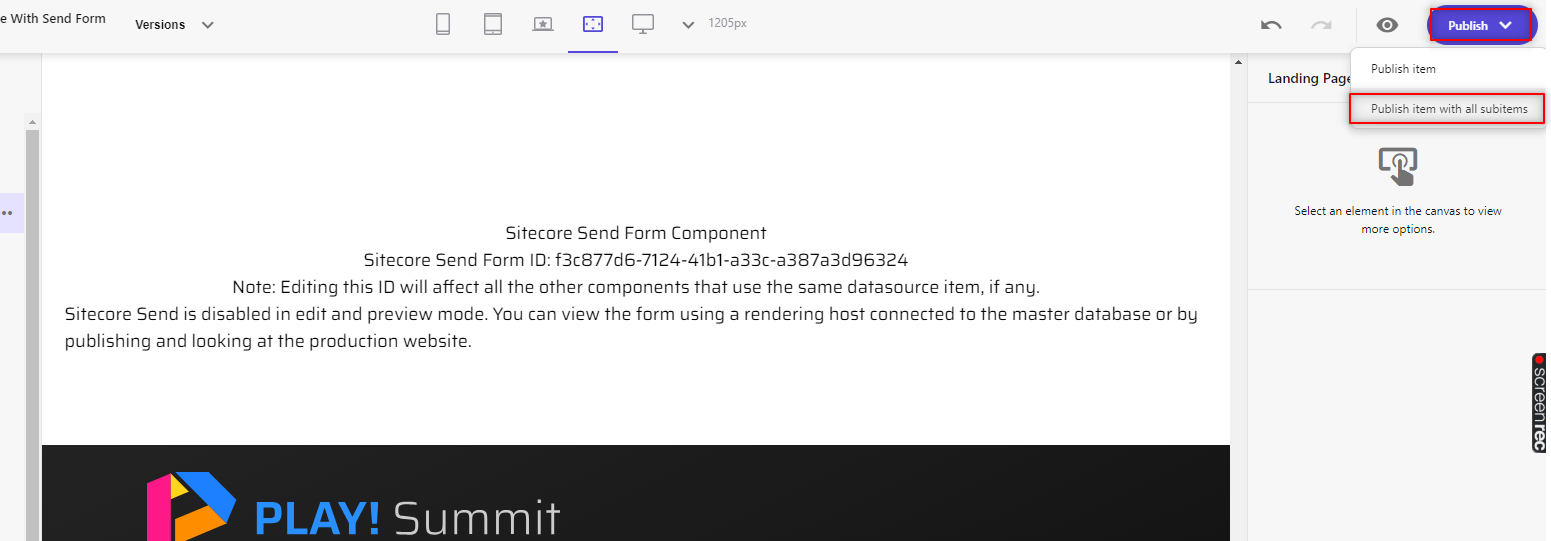 e With Send Form
Versions
1205px
Publish
Publish item
Landing Page
Publish item with all subitems
Select an element in the canvas to view
more options.
Sitecore Send Form Component
Sitecore Send Form ID: f3c877d6-7124-41b1-a33c-a387a3d96324
Note: Editing this ID will affect all the other components that use the same datasource item, if any.
Sitecore Send is disabled in edit and preview mode. You can view the form using a rendering host connected to the master database or by
publishing and looking at the production website.
screenrec
PLAY! Summit